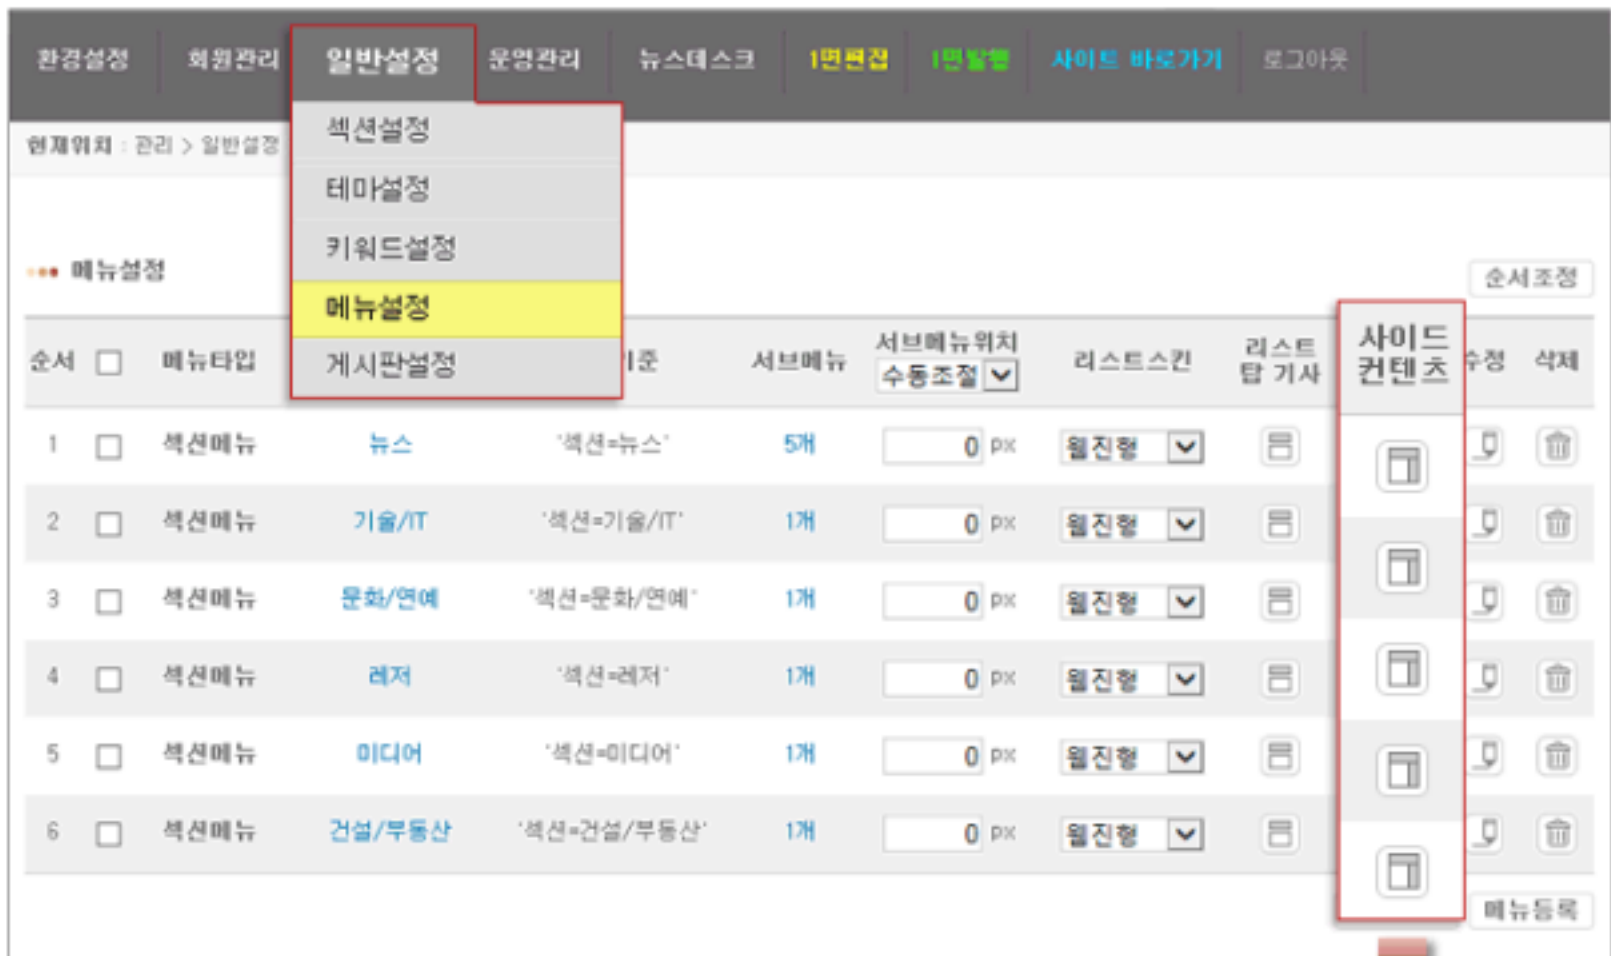 환경설정 회원관리 일반설정 운영관리 뉴스데스크 1면편집 1면발행 사이트 바로가기 로그아웃
현재위치 : 관리 > 일반설정
섹션설정
테마설정
키워드설정
메뉴설정
게시판설정
메뉴설정
순서조정
순서 메뉴타입 기준 서브메뉴 서브메뉴위치 수동조절 리스트스킨 리스트 탑 기사 사이드 컨텐츠 수정 삭제
1 섹션메뉴 뉴스 '섹션=뉴스' 5개 0 px 웹진형
2 섹션메뉴 기술/IT '섹션=기술/IT' 1개 0 px 웹진형
3 섹션메뉴 문화/연예 '섹션=문화/연예' 1개 0 px 웹진형
4 섹션메뉴 레저 '섹션=레저' 1개 0 px 웹진형
5 섹션메뉴 미디어 '섹션=미디어' 1개 0 px 웹진형
6 섹션메뉴 건설/부동산 '섹션=건설/부동산' 1개 0 px 웹진형
메뉴등록